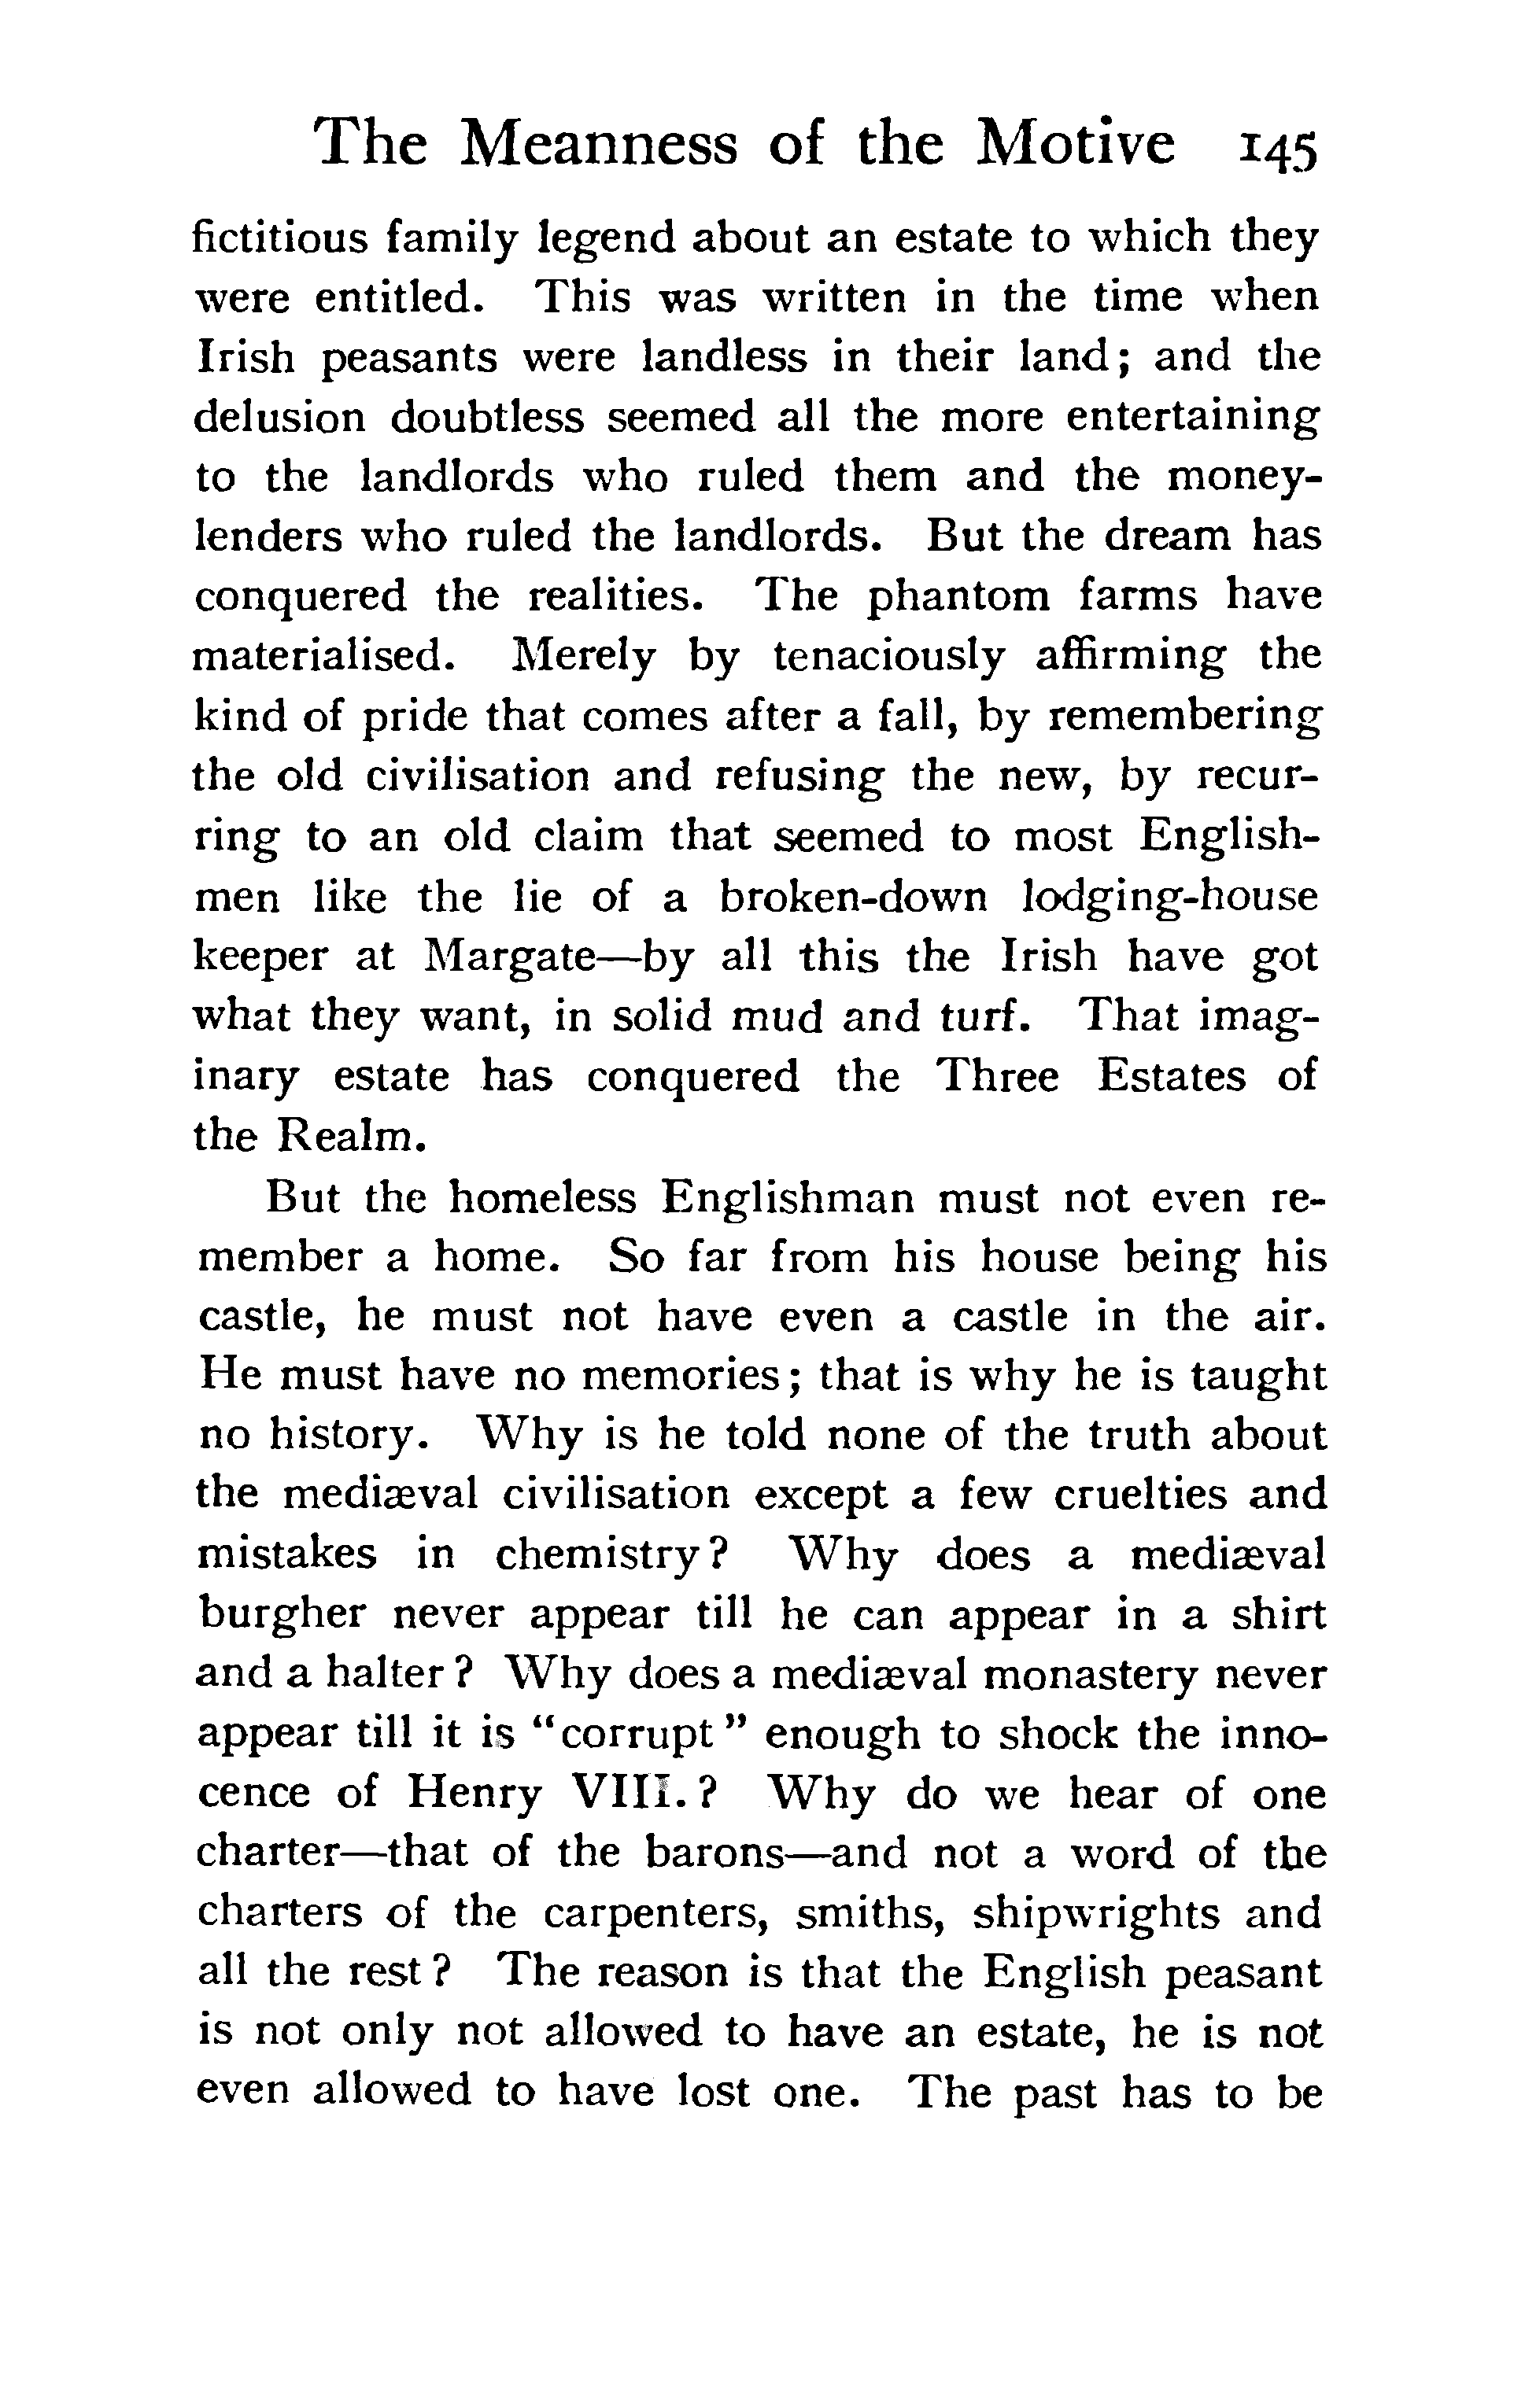 The Meanness of the Motive 145
fictitious family legend about an estate to which they
were entitled. This was written in the time when
Irish peasants were landless in their land; and the
delusion doubtless seemed all the more entertaining
to the landlords who ruled them and the money-
lenders who ruled the landlords. But the dream has
conquered the realities. The phantom farms have
materialised. Merely by tenaciously affirming the
kind of pride that comes after a fall, by remembering
the old civilisation and refusing the new, by recur-
ring to an old claim that seemed to most English-
men like the lie of a broken-down lodging-house
keeper at Margate—by all this the Irish have got
what they want, in solid mud and turf. That imag-
inary estate has conquered the Three Estates of
the Realm.
But the homeless Englishman must not even re-
member a home. So far from his house being his
castle, he must not have even a castle in the air.
He must have no memories; that is why he is taught
no history. Why is he told none of the truth about
the mediæval civilisation except a few cruelties and
mistakes in chemistry? Why does a mediæval
burgher never appear till he can appear in a shirt
and a halter? Why does a mediæval monastery never
appear till it is "corrupt" enough to shock the inno-
cence of Henry VIII.? Why do we hear of one
charter—that of the barons—and not a word of the
charters of the carpenters, smiths, shipwrights and
all the rest? The reason is that the English peasant
is not only not allowed to have an estate, he is not
even allowed to have lost one. The past has to be